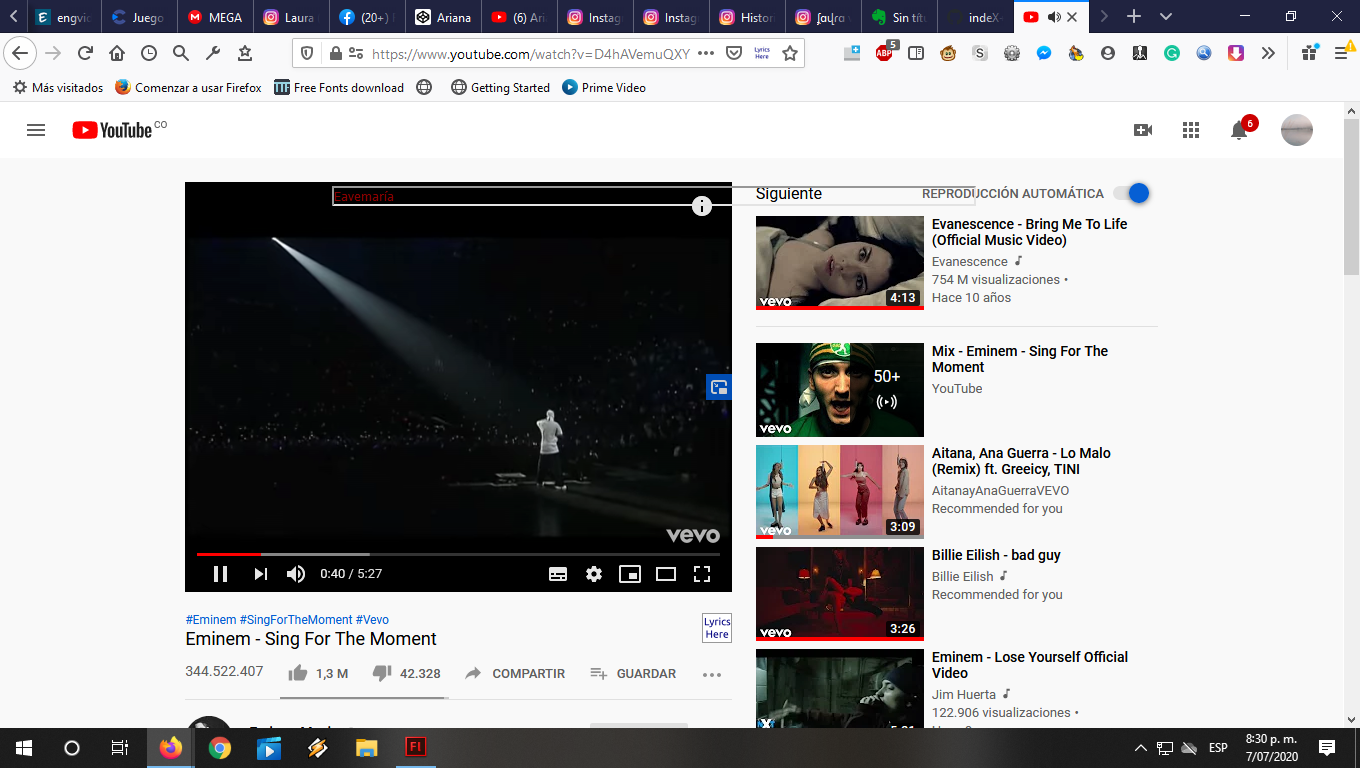 engvid
Juego
MEGA
Laura
(20+)
Ariana
(6) Aria
Instag
Instag
Histor
Sin títu
indeX
https://www.youtube.com/watch?v=D4hAVemuQXY
Lyrics
Here
ABP
5
Más visitados
Comenzar a usar Firefox
Free Fonts download
Getting Started
Prime Video
YouTube CO
6
Eavemaría
Siguiente
REPRODUCCIÓN AUTOMÁTICA
Evanescence - Bring Me To Life
(Official Music Video)
Evanescence
754 M visualizaciones •
Hace 10 años
vevo
4:13
Mix - Eminem - Sing For The
Moment
YouTube
50+
vevo
Aitana, Ana Guerra - Lo Malo
(Remix) ft. Greeicy, TINI
AitanayAnaGuerraVEVO
Recommended for you
vevo
3:09
Billie Eilish - bad guy
Billie Eilish
Recommended for you
vevo
3:26
Eminem - Lose Yourself Official
Video
Jim Huerta
122.906 visualizaciones •
vevo
0:40 / 5:27
#Eminem #SingForTheMoment #Vevo
Eminem - Sing For The Moment
Lyrics
Here
344.522.407
1,3 M
42.328
COMPARTIR
GUARDAR
Fl
ESP
8:30 p. m.
7/07/2020